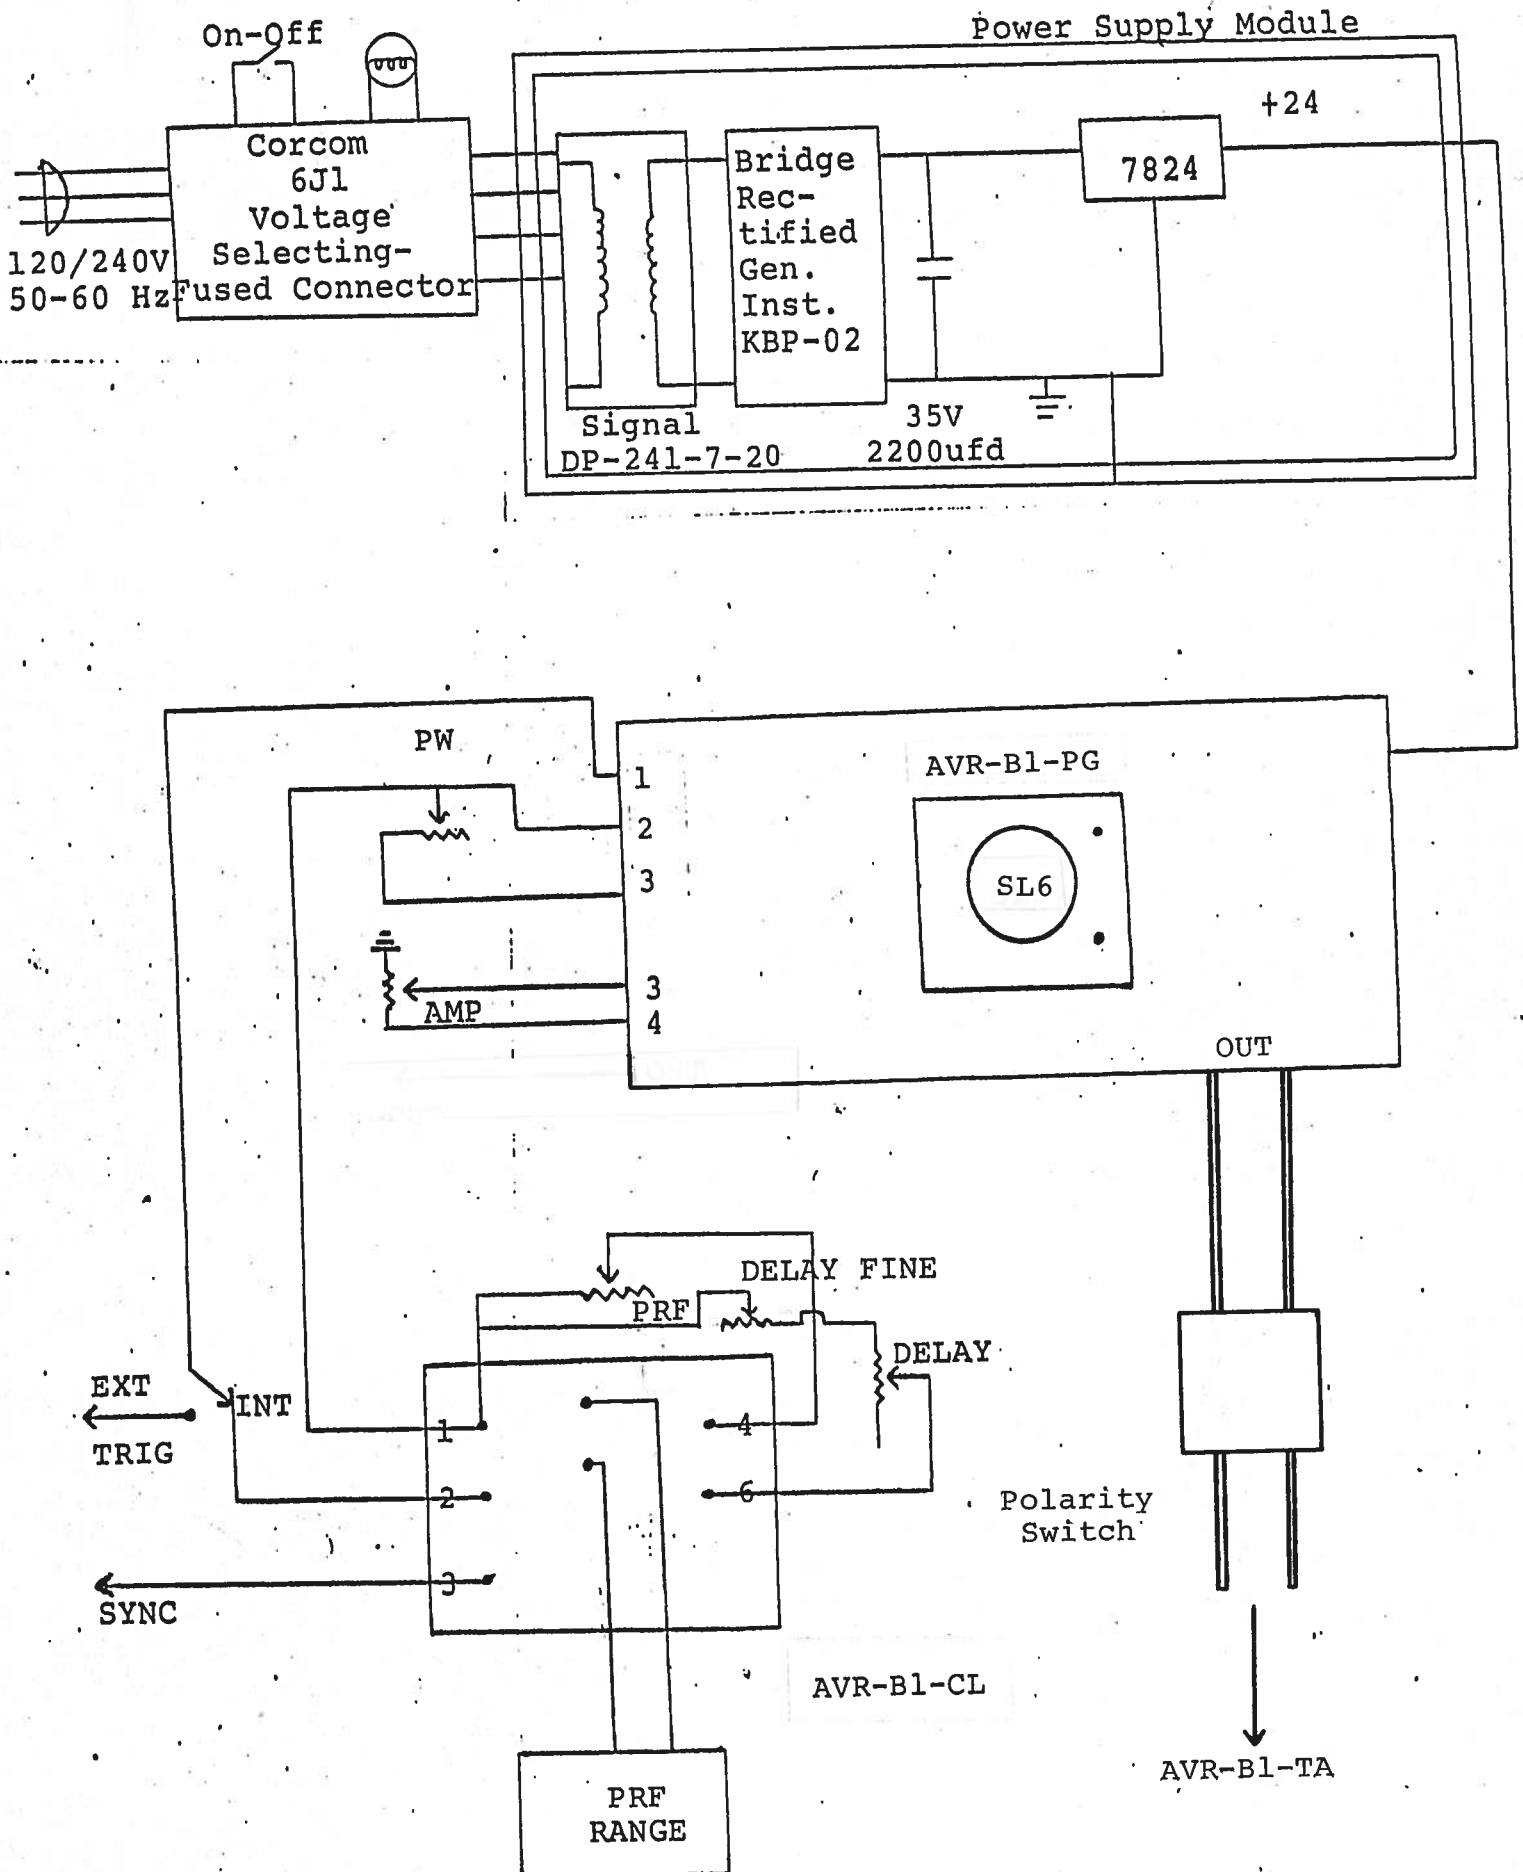 On-Off
Power Supply Module
+24
Corcom
6J1
Voltage
Selecting-
Fused Connector
120/240V
50-60 Hz
Bridge
Rec-
tified
Gen.
Inst.
KBP-02
7824
Signal
DP-241-7-20
35V
2200ufd
PW
1
2
3
3
4
AMP
AVR-B1-PG
SL6
OUT
DELAY FINE
PRF
DELAY
EXT
TRIG
INT
1
2
3
4
6
SYNC
Polarity
Switch
AVR-B1-CL
AVR-B1-TA
PRF
RANGE